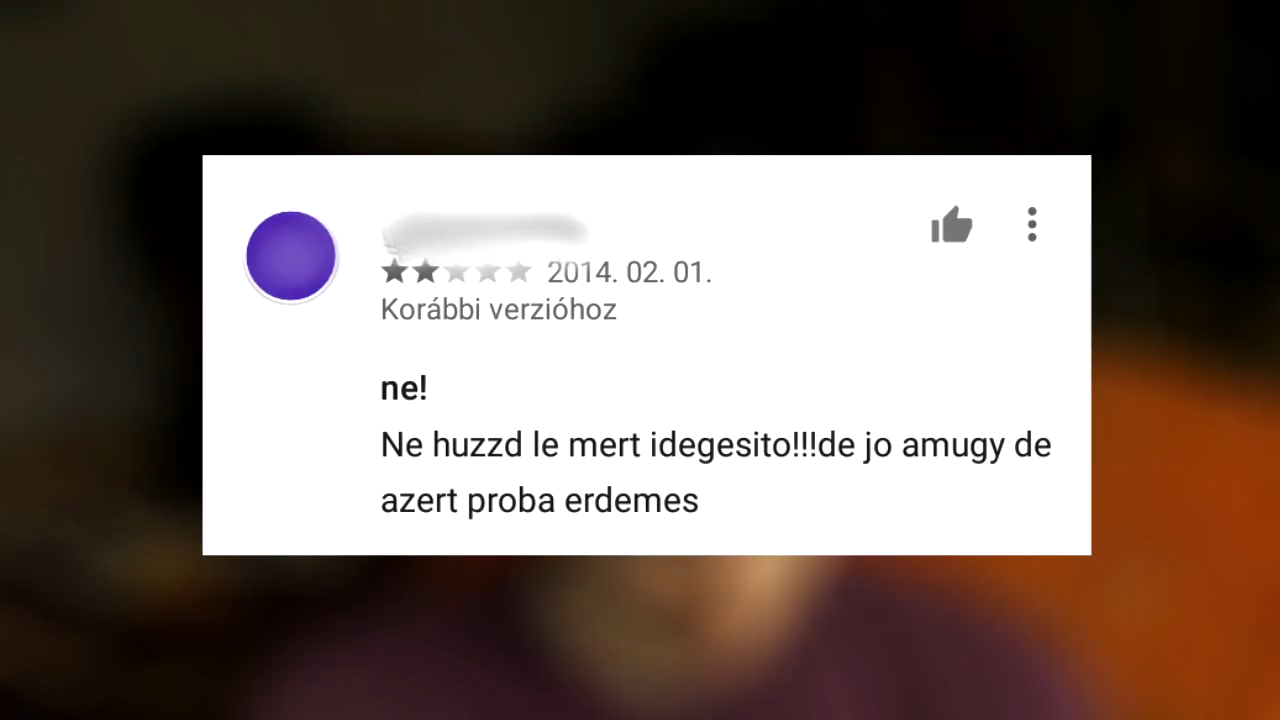 2014. 02. 01.
Korábbi verzióhoz
ne!
Ne huzzd le mert idegesito!!!de jo amugy de
azert proba erdemes